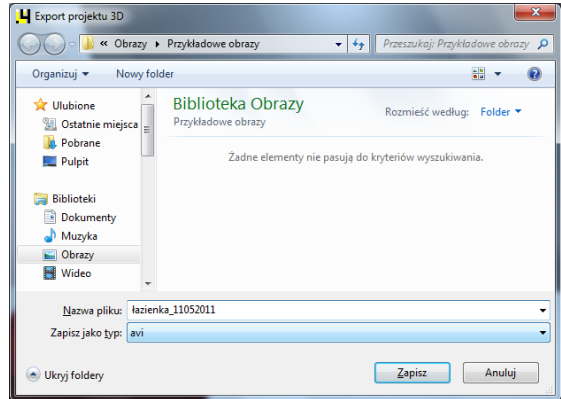 Export projektu 3D
« Obrazy Przykładowe obrazy Przeszukaj: Przykładowe obrazy
Organizuj Nowy folder
Ulubione
Ostatnie miejsca
Pobrane
Pulpit
Biblioteki
Dokumenty
Muzyka
Obrazy
Wideo
Biblioteka Obrazy
Przykładowe obrazy
Rozmieść według: Folder
Żadne elementy nie pasują do kryteriów wyszukiwania.
Nazwa pliku: łazienka_11052011
Zapisz jako typ: avi
Ukryj foldery Zapisz Anuluj